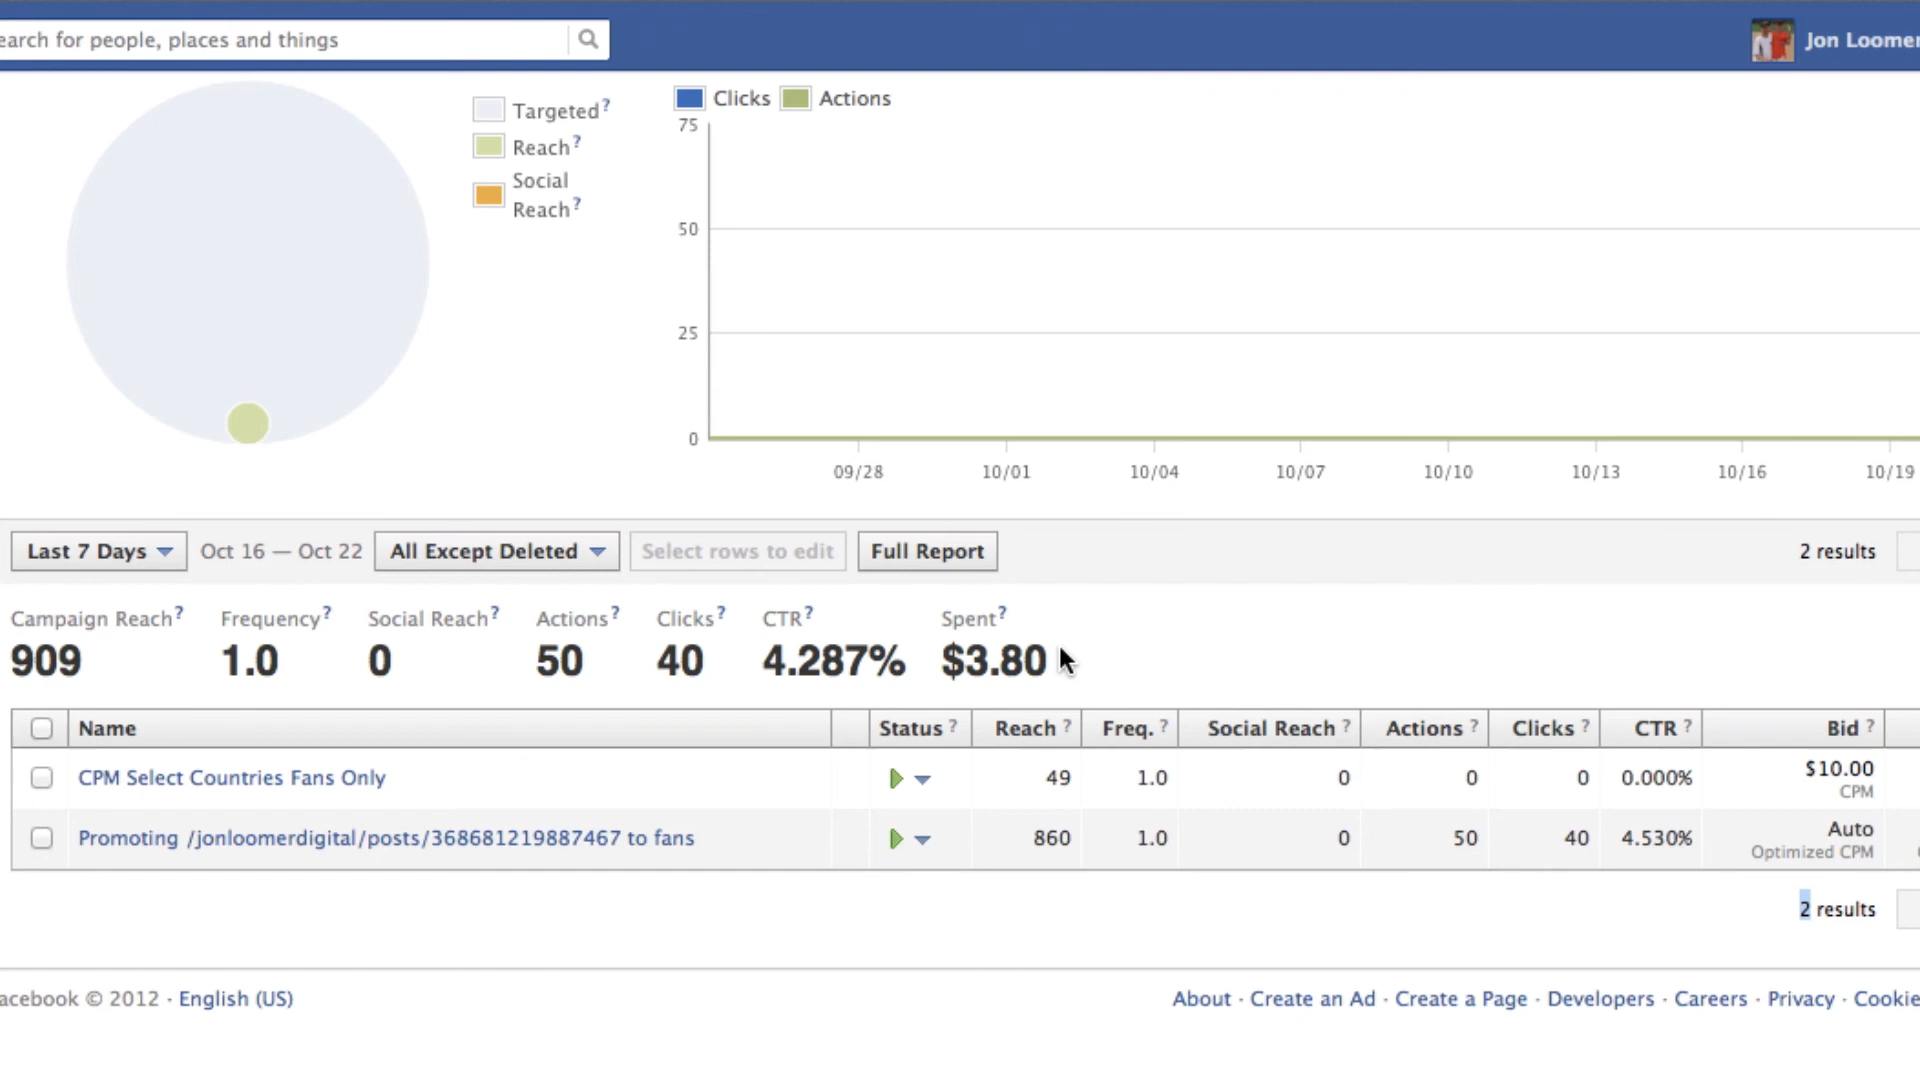 earch for people, places and things
Jon Loomer
Targeted?
Reach?
Social
Reach?
Clicks Actions
75
50
25
0
09/28 10/01 10/04 10/07 10/10 10/13 10/16 10/19
Last 7 Days Oct 16 — Oct 22 All Except Deleted Select rows to edit Full Report 2 results
Campaign Reach? Frequency? Social Reach? Actions? Clicks? CTR? Spent?
909 1.0 0 50 40 4.287% $3.80
Name Status ? Reach ? Freq. ? Social Reach ? Actions ? Clicks ? CTR ? Bid ?
CPM Select Countries Fans Only 49 1.0 0 0 0 0.000% $10.00
CPM
Promoting /jonloomerdigital/posts/368681219887467 to fans 860 1.0 0 50 40 4.530% Auto
Optimized CPM
2 results
acebook © 2012 · English (US)
About · Create an Ad · Create a Page · Developers · Careers · Privacy · Cookie